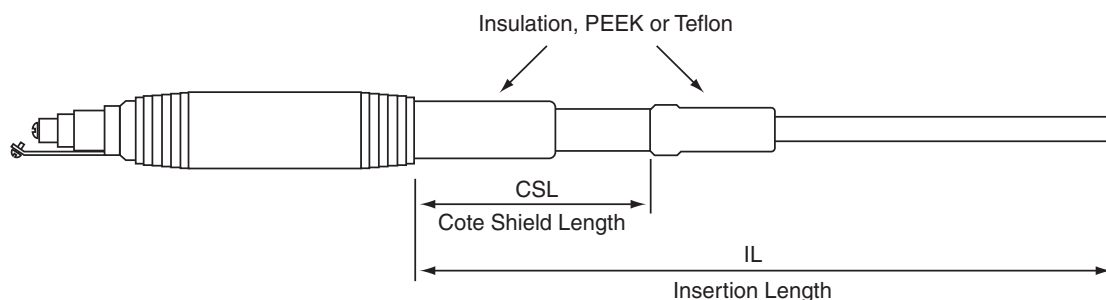 Insulation, PEEK or Teflon
CSL
Cote Shield Length
IL
Insertion Length